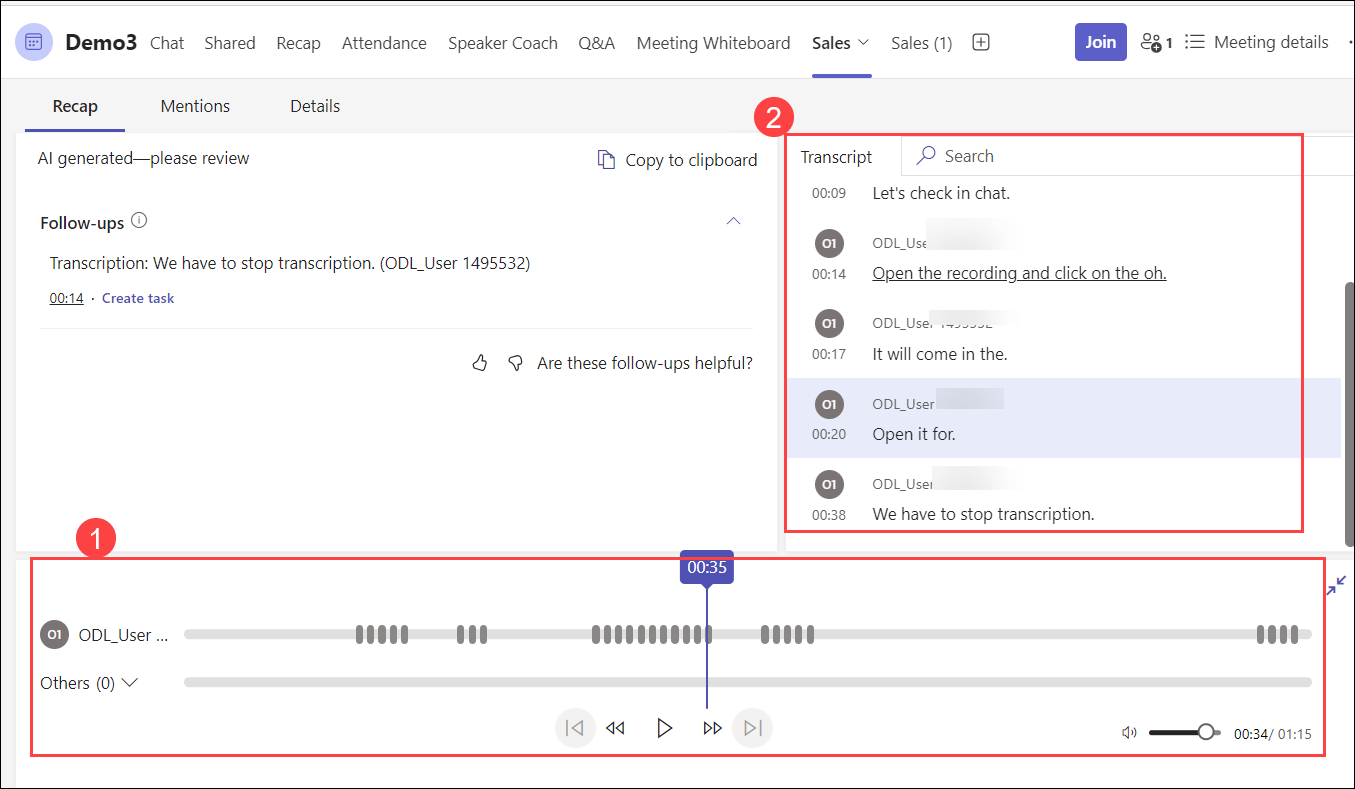 Demo3 Chat Shared Recap Attendance Speaker Coach Q&A Meeting Whiteboard Sales Sales (1) Join 1 Meeting details
Recap Mentions Details
2
AI generated—please review Copy to clipboard
Follow-ups
Transcription: We have to stop transcription. (ODL_User 1495532)
00:14 · Create task
Are these follow-ups helpful?
Transcript Search
00:09 Let's check in chat.
O1 ODL_Use
00:14 Open the recording and click on the oh.
O1 ODL_User 1495532
00:17 It will come in the.
O1 ODL_User
00:20 Open it for.
O1 ODL_User
00:38 We have to stop transcription.
1
00:35
O1 ODL_User ...
Others (0)
00:34/ 01:15